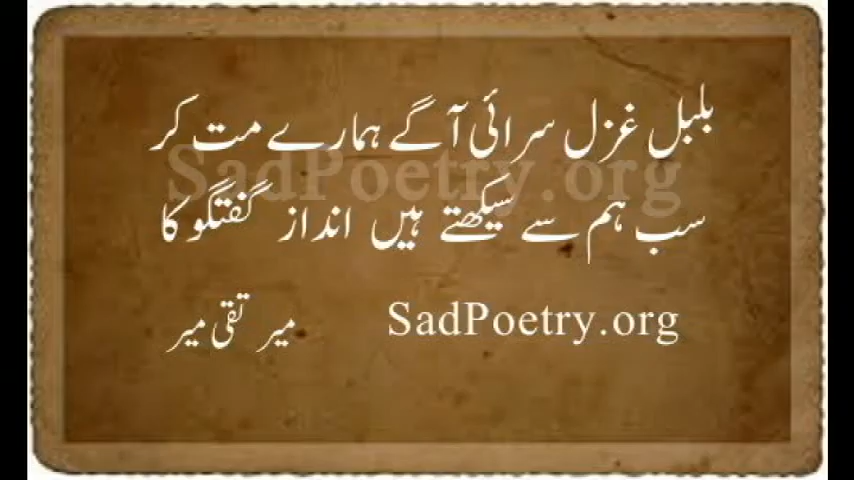 بلبل غزل سرائی آگے ہمارے مت کر
SadPoetry.org
سب ہم سے سیکھتے ہیں انداز گفتگو کا
میر تقی میر SadPoetry.org